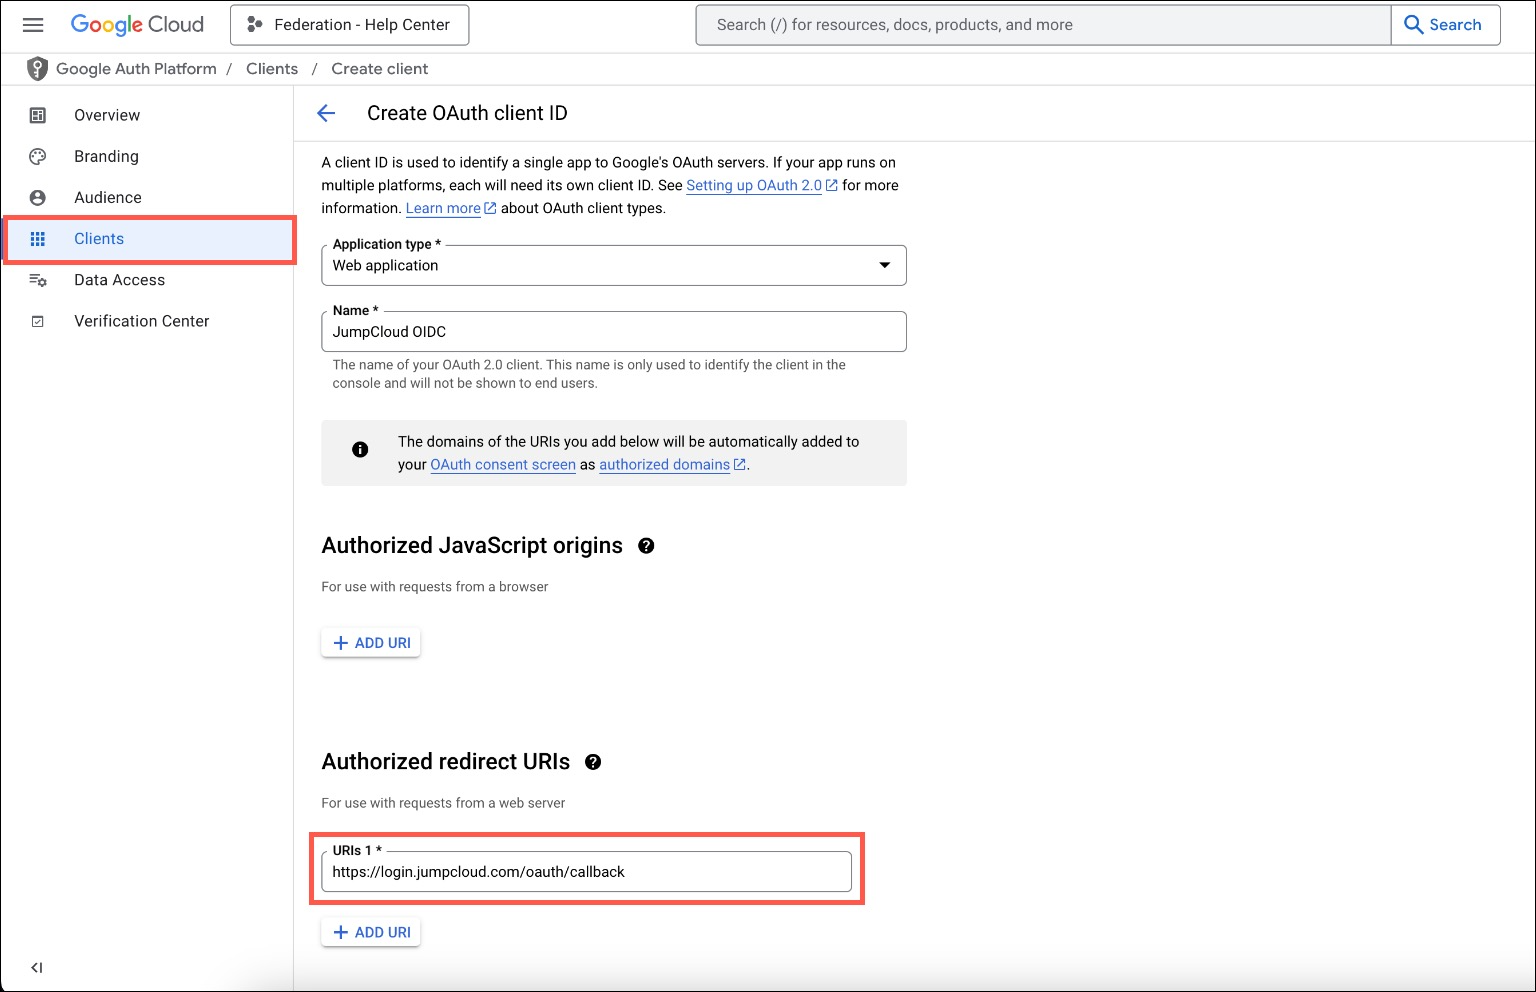 Google Cloud
Federation - Help Center
Search (/) for resources, docs, products, and more
Search
Google Auth Platform / Clients / Create client
Overview
Branding
Audience
Clients
Data Access
Verification Center
Create OAuth client ID
A client ID is used to identify a single app to Google's OAuth servers. If your app runs on
multiple platforms, each will need its own client ID. See Setting up OAuth 2.0 for more
information. Learn more about OAuth client types.
Application type *
Web application
Name *
JumpCloud OIDC
The name of your OAuth 2.0 client. This name is only used to identify the client in the
console and will not be shown to end users.
The domains of the URIs you add below will be automatically added to
your OAuth consent screen as authorized domains.
Authorized JavaScript origins
For use with requests from a browser
+ ADD URI
Authorized redirect URIs
For use with requests from a web server
URIs 1 *
https://login.jumpcloud.com/oauth/callback
+ ADD URI